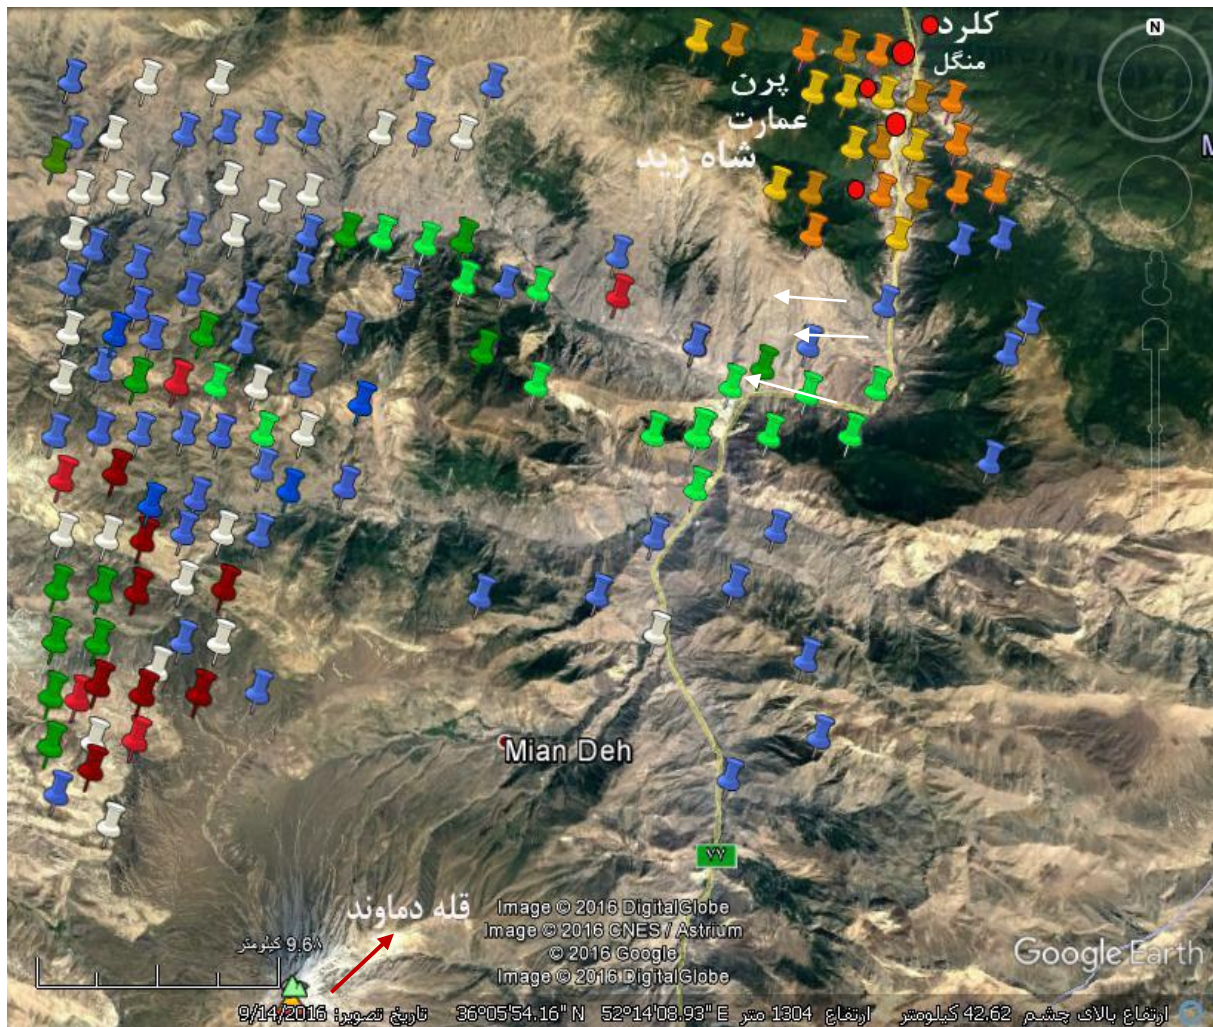 کلرد
منگل
N
پرن
عمارت
شاه زید
M
Mian Deh
۷۷
قله دماوند
Image © 2016 DigitalGlobe
Image © 2016 CNES / Astrium
© 2016 Google
Image © 2016 DigitalGlobe
9.6۸ کیلومتر
Google Earth
تاریخ تصویر: 9/14/2016 36°05'54.16" N 52°14'08.93" E ارتفاع 1304 متر ارتفاع بالای چشم 42.62 کیلومتر